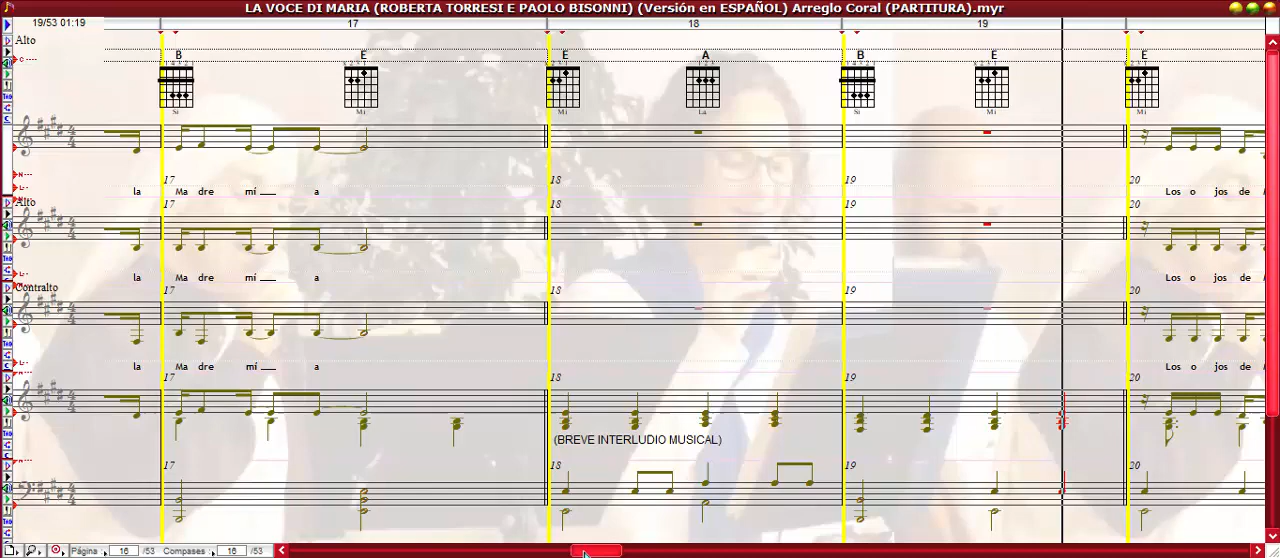 LA VOCE DI MARIA (ROBERTA TORRESI E PAOLO BISONNI) (Versión en ESPAÑOL) Arreglo Coral (PARTITURA).myr
19/53 01:19 17 18 19
Alto
B E E A B E E
Si Mi Mi La Si Mi Mi
17 18 19 20
la Ma dre mí a Los o jos de
Alto
17 18 19 20
la Ma dre mí a Los o jos de
Contralto
17 18 19 20
la Ma dre mí a Los o jos de
17 18 19 20
(BREVE INTERLUDIO MUSICAL)
17 18 19 20
Página 16 /53 Compases 16 /53